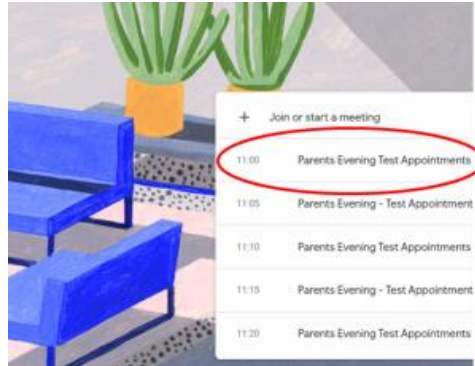 + Join or start a meeting
11:00 Parents Evening Test Appointments
11:05 Parents Evening - Test Appointment
11:10 Parents Evening Test Appointments
11:15 Parents Evening - Test Appointment
11:20 Parents Evening Test Appointments